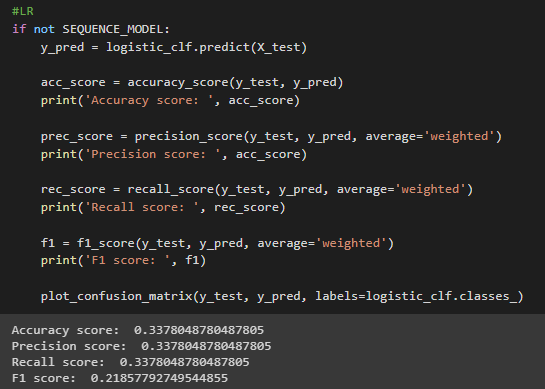 #LR
if not SEQUENCE_MODEL:
    y_pred = logistic_clf.predict(X_test)
    acc_score = accuracy_score(y_test, y_pred)
    print('Accuracy score: ', acc_score)
    prec_score = precision_score(y_test, y_pred, average='weighted')
    print('Precision score: ', acc_score)
    rec_score = recall_score(y_test, y_pred, average='weighted')
    print('Recall score: ', rec_score)
    f1 = f1_score(y_test, y_pred, average='weighted')
    print('F1 score: ', f1)
    plot_confusion_matrix(y_test, y_pred, labels=logistic_clf.classes_)
Accuracy score:  0.3378048780487805
Precision score:  0.3378048780487805
Recall score:  0.3378048780487805
F1 score:  0.21857792749544855